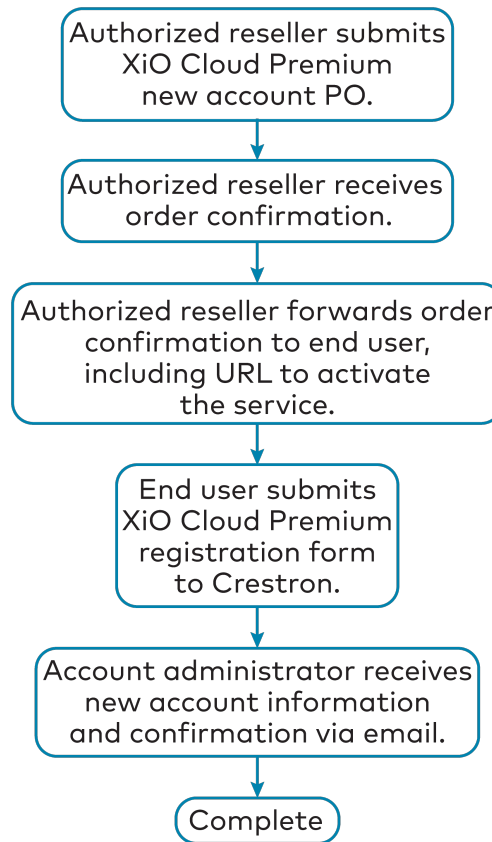 Authorized reseller submits
XiO Cloud Premium
new account PO.
Authorized reseller receives
order confirmation.
Authorized reseller forwards order
confirmation to end user,
including URL to activate
the service.
End user submits
XiO Cloud Premium
registration form
to Crestron.
Account administrator receives
new account information
and confirmation via email.
Complete